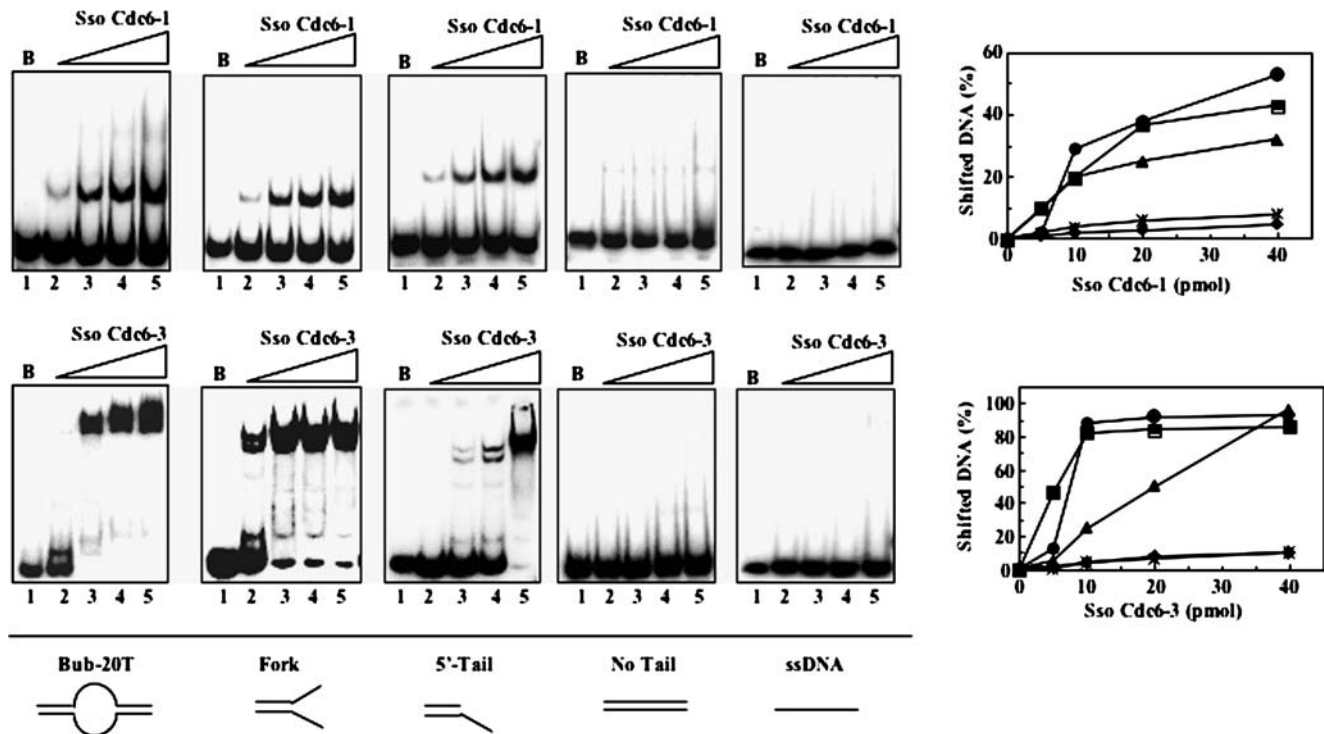 Sso Cdc6-1 Sso Cdc6-1 Sso Cdc6-1 Sso Cdc6-1 Sso Cdc6-1
B B B B B
1 2 3 4 5 1 2 3 4 5 1 2 3 4 5 1 2 3 4 5 1 2 3 4 5
Shifted DNA (%)
60
40
20
0
0 10 20 30 40
Sso Cdc6-1 (pmol)
Sso Cdc6-3 Sso Cdc6-3 Sso Cdc6-3 Sso Cdc6-3 Sso Cdc6-3
B B B B B
1 2 3 4 5 1 2 3 4 5 1 2 3 4 5 1 2 3 4 5 1 2 3 4 5
Shifted DNA (%)
100
80
60
40
20
0
0 10 20 30 40
Sso Cdc6-3 (pmol)
Bub-20T Fork 5'-Tail No Tail ssDNA